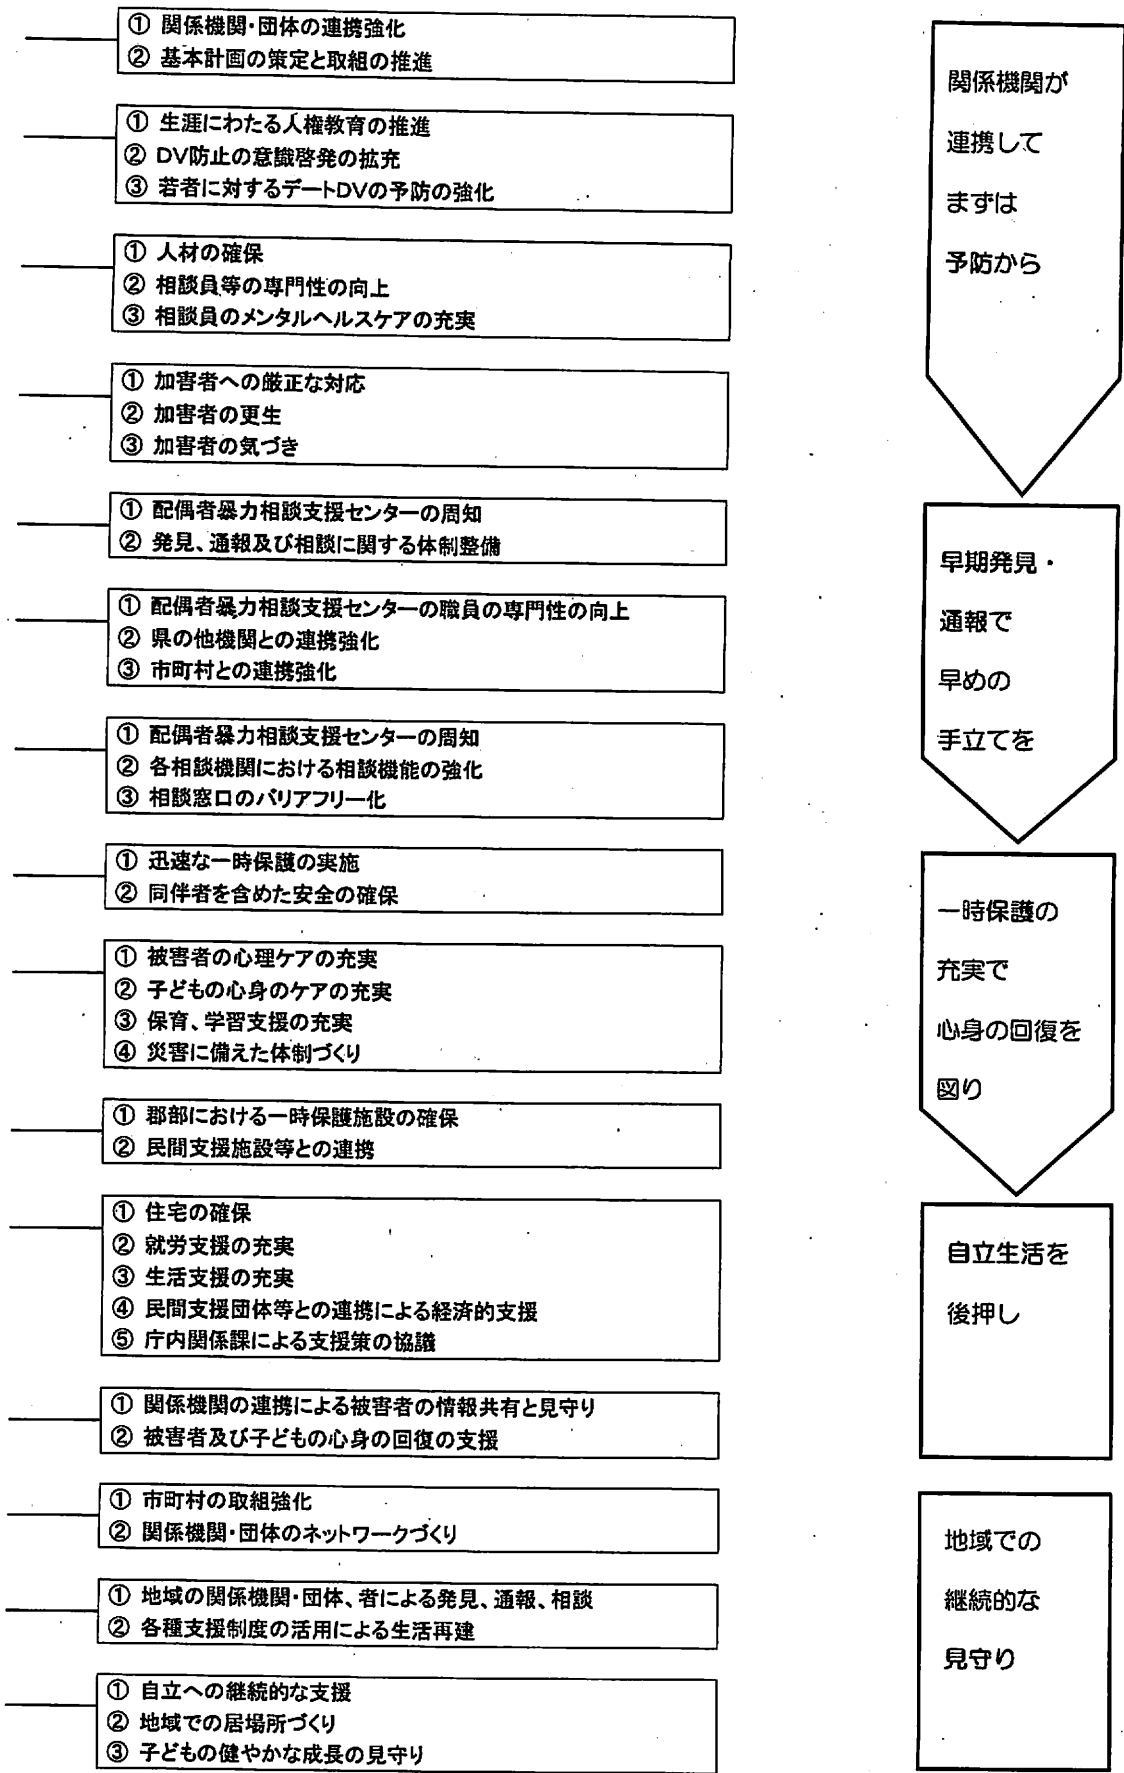 ① 関係機関・団体の連携強化
② 基本計画の策定と取組の推進
① 生涯にわたる人権教育の推進
② DV防止の意識啓発の拡充
③ 若者に対するデートDVの予防の強化
① 人材の確保
② 相談員等の専門性の向上
③ 相談員のメンタルヘルスケアの充実
① 加害者への厳正な対応
② 加害者の更生
③ 加害者の気づき
① 配偶者暴力相談支援センターの周知
② 発見、通報及び相談に関する体制整備
① 配偶者暴力相談支援センターの職員の専門性の向上
② 県の他機関との連携強化
③ 市町村との連携強化
① 配偶者暴力相談支援センターの周知
② 各相談機関における相談機能の強化
③ 相談窓口のバリアフリー化
① 迅速な一時保護の実施
② 同伴者を含めた安全の確保
① 被害者の心理ケアの充実
② 子どもの心身のケアの充実
③ 保育、学習支援の充実
④ 災害に備えた体制づくり
① 郡部における一時保護施設の確保
② 民間支援施設等との連携
① 住宅の確保
② 就労支援の充実
③ 生活支援の充実
④ 民間支援団体等との連携による経済的支援
⑤ 庁内関係課による支援策の協議
① 関係機関の連携による被害者の情報共有と見守り
② 被害者及び子どもの心身の回復の支援
① 市町村の取組強化
② 関係機関・団体のネットワークづくり
① 地域の関係機関・団体、者による発見、通報、相談
② 各種支援制度の活用による生活再建
① 自立への継続的な支援
② 地域での居場所づくり
③ 子どもの健やかな成長の見守り
関係機関が
連携して
まずは
予防から
早期発見・
通報で
早めの
手立てを
一時保護の
充実で
心身の回復を
図り
自立生活を
後押し
地域での
継続的な
見守り